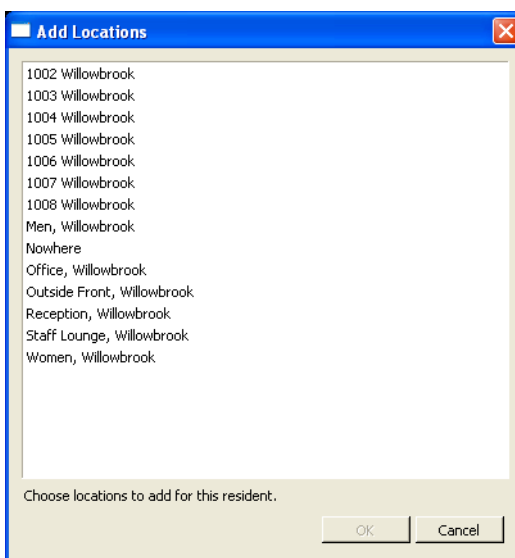 Add Locations
1002 Willowbrook
1003 Willowbrook
1004 Willowbrook
1005 Willowbrook
1006 Willowbrook
1007 Willowbrook
1008 Willowbrook
Men, Willowbrook
Nowhere
Office, Willowbrook
Outside Front, Willowbrook
Reception, Willowbrook
Staff Lounge, Willowbrook
Women, Willowbrook
Choose locations to add for this resident.
OK Cancel